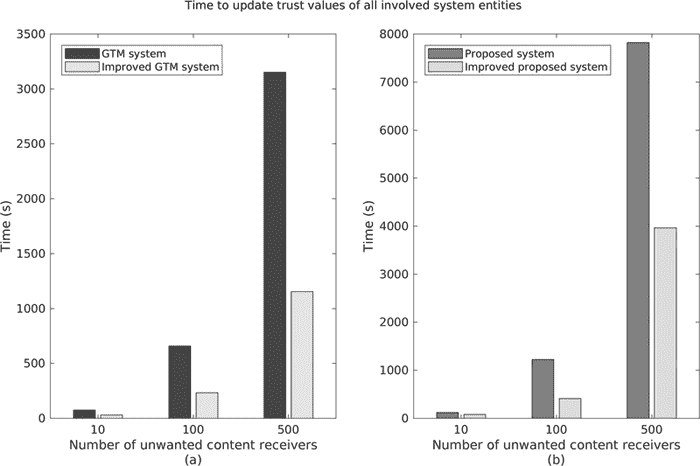 Time to update trust values of all involved system entities
3500
3000
2500
2000
1500
1000
500
0
Time (s)
GTM system
Improved GTM system
10 100 500
Number of unwanted content receivers
(a)
8000
7000
6000
5000
4000
3000
2000
1000
0
Time (s)
Proposed system
Improved proposed system
10 100 500
Number of unwanted content receivers
(b)